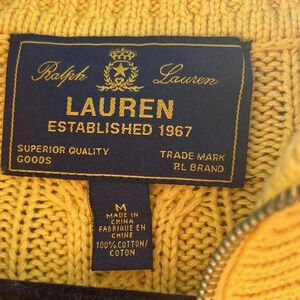 Ralph Lauren
LAUREN
ESTABLISHED 1967
SUPERIOR QUALITY
GOODS
TRADE MARK
RL BRAND
M
MADE IN
CHINA
FABRIQUE EN
CHINE
100% COTTON/
COTON